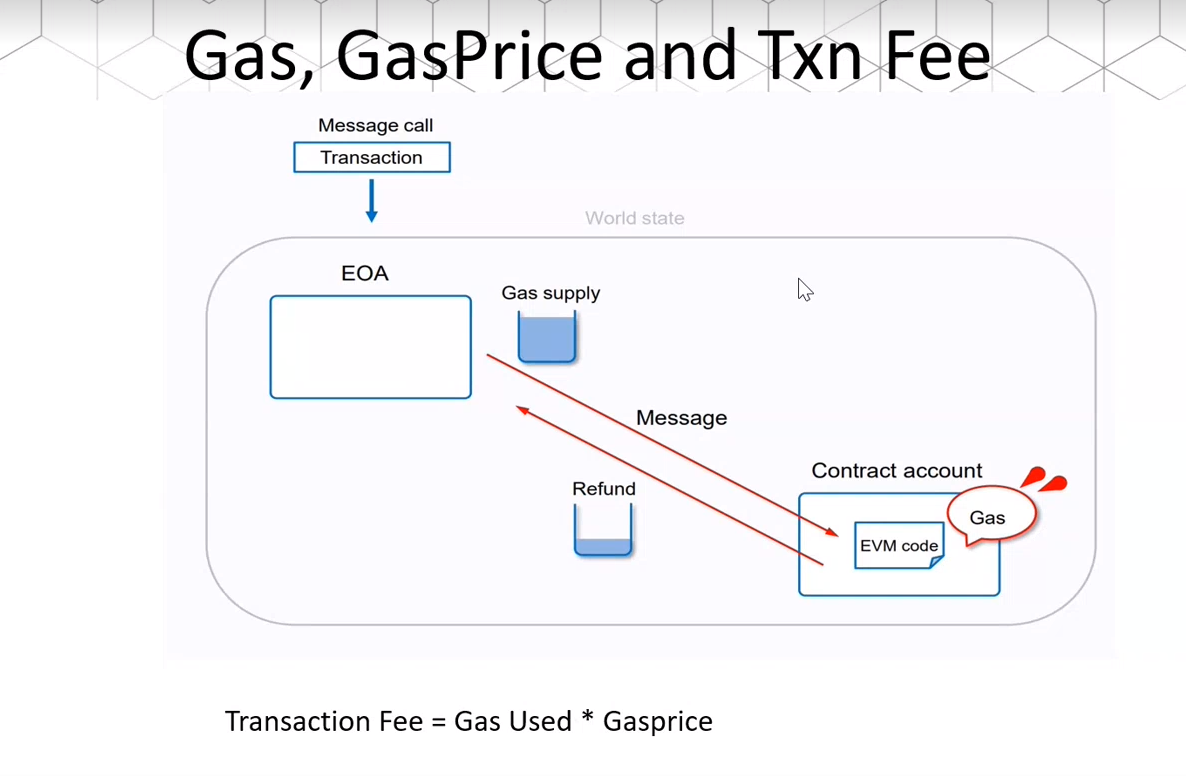 Gas, GasPrice and Txn Fee
Message call
Transaction
World state
EOA
Gas supply
Message
Contract account
Refund
Gas
EVM code
Transaction Fee = Gas Used * Gasprice